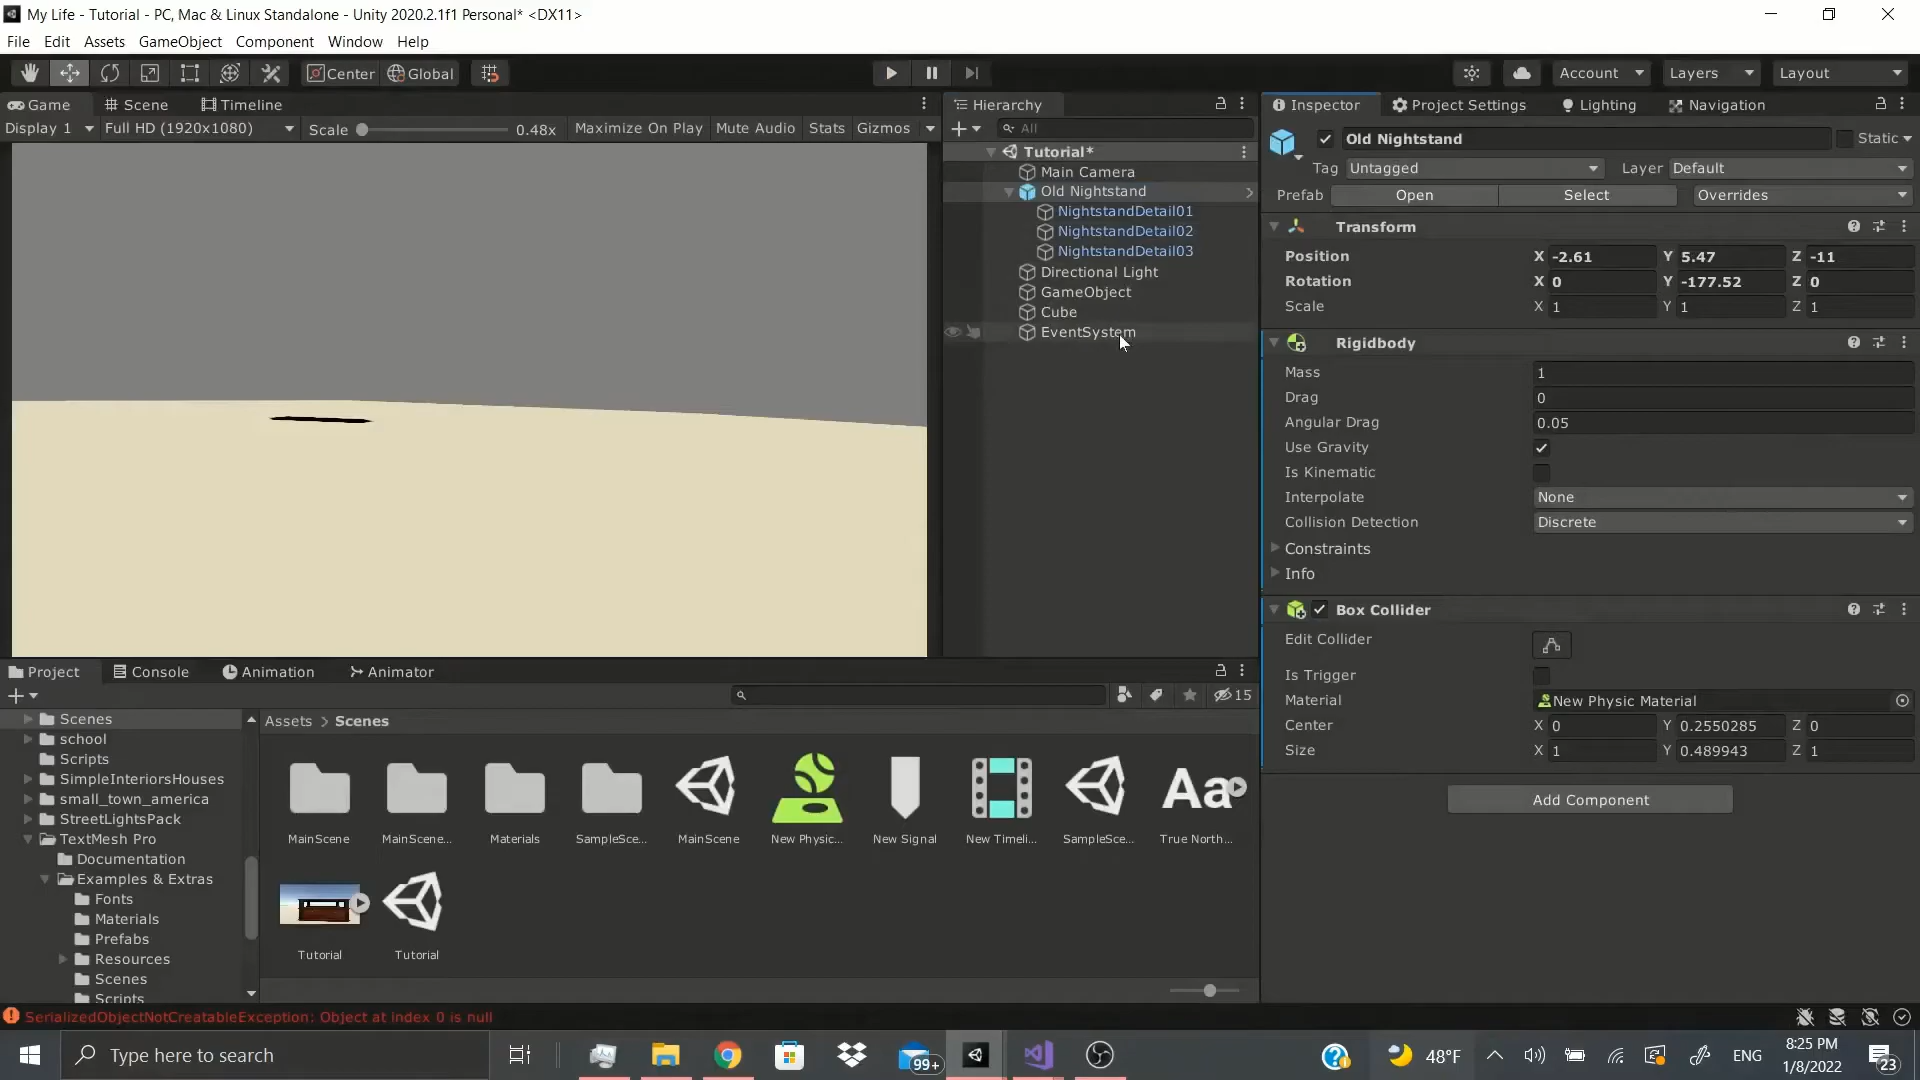 My Life - Tutorial - PC, Mac & Linux Standalone - Unity 2020.2.1f1 Personal* <DX11>
File Edit Assets GameObject Component Window Help
Center Global Account Layers Layout
Game Scene Timeline
Display 1 Full HD (1920x1080) Scale 0.48x Maximize On Play Mute Audio Stats Gizmos
Hierarchy
All
Tutorial*
Main Camera
Old Nightstand
NightstandDetail01
NightstandDetail02
NightstandDetail03
Directional Light
GameObject
Cube
EventSystem
Inspector Project Settings Lighting Navigation
Old Nightstand Static
Tag Untagged Layer Default
Prefab Open Select Overrides
Transform
Position X -2.61 Y 5.47 Z -11
Rotation X 0 Y -177.52 Z 0
Scale X 1 Y 1 Z 1
Rigidbody
Mass 1
Drag 0
Angular Drag 0.05
Use Gravity
Is Kinematic
Interpolate None
Collision Detection Discrete
Constraints
Info
Box Collider
Edit Collider
Is Trigger
Material New Physic Material
Center X 0 Y 0.2550285 Z 0
Size X 1 Y 0.489943 Z 1
Add Component
Project Console Animation Animator
15
Scenes
school
Scripts
SimpleInteriorsHouses
small_town_america
StreetLightsPack
TextMesh Pro
Documentation
Examples & Extras
Fonts
Materials
Prefabs
Resources
Scenes
Scripts
Assets > Scenes
Aa
MainScene MainScene... Materials SampleSce... MainScene New Physic... New Signal New Timeli... SampleSce... True North...
Tutorial Tutorial
SerializedObjectNotCreatableException: Object at index 0 is null
Type here to search
99+
48°F
ENG
8:25 PM
1/8/2022
23